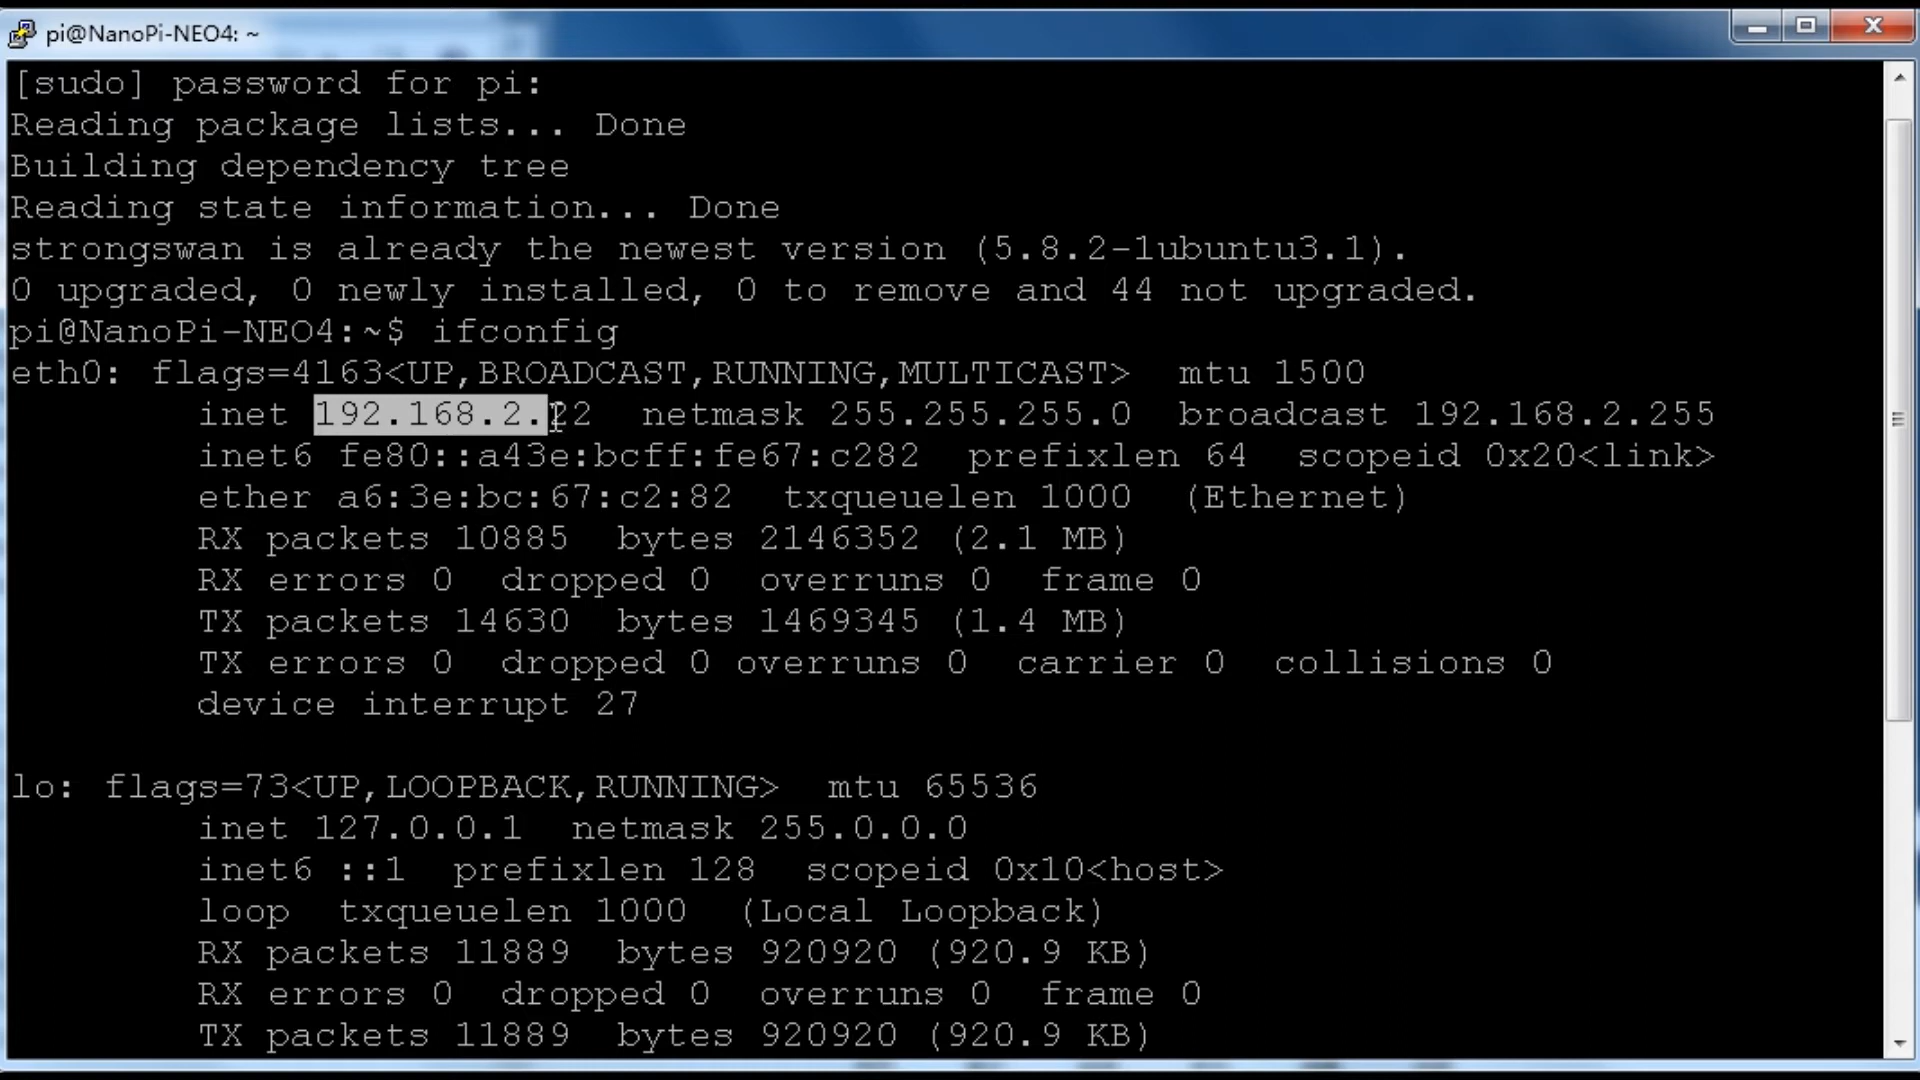 pi@NanoPi-NEO4: ~
[sudo] password for pi:
Reading package lists... Done
Building dependency tree
Reading state information... Done
strongswan is already the newest version (5.8.2-1ubuntu3.1).
0 upgraded, 0 newly installed, 0 to remove and 44 not upgraded.
pi@NanoPi-NEO4:~$ ifconfig
eth0: flags=4163<UP,BROADCAST,RUNNING,MULTICAST>  mtu 1500
        inet 192.168.2.22  netmask 255.255.255.0  broadcast 192.168.2.255
        inet6 fe80::a43e:bcff:fe67:c282  prefixlen 64  scopeid 0x20<link>
        ether a6:3e:bc:67:c2:82  txqueuelen 1000  (Ethernet)
        RX packets 10885  bytes 2146352 (2.1 MB)
        RX errors 0  dropped 0  overruns 0  frame 0
        TX packets 14630  bytes 1469345 (1.4 MB)
        TX errors 0  dropped 0 overruns 0  carrier 0  collisions 0
        device interrupt 27
lo: flags=73<UP,LOOPBACK,RUNNING>  mtu 65536
        inet 127.0.0.1  netmask 255.0.0.0
        inet6 ::1  prefixlen 128  scopeid 0x10<host>
        loop  txqueuelen 1000  (Local Loopback)
        RX packets 11889  bytes 920920 (920.9 KB)
        RX errors 0  dropped 0  overruns 0  frame 0
        TX packets 11889  bytes 920920 (920.9 KB)